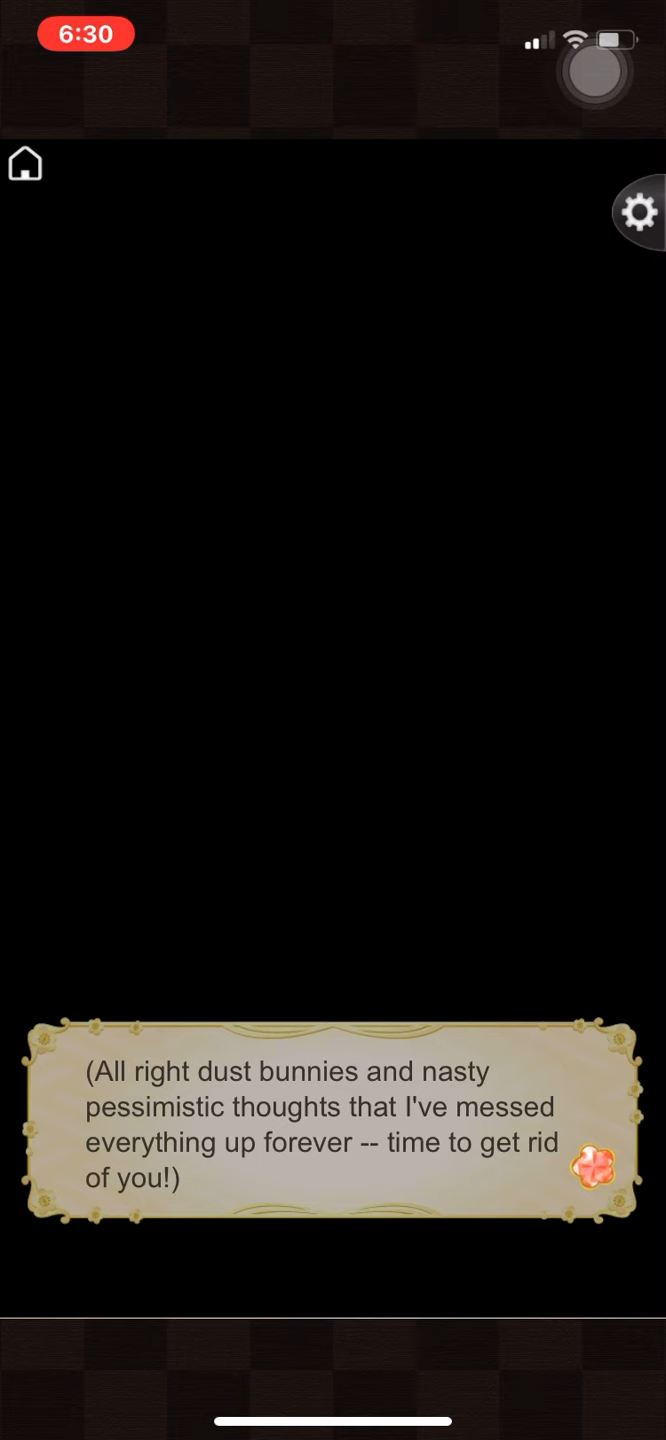 6:30
(All right dust bunnies and nasty
pessimistic thoughts that I've messed
everything up forever -- time to get rid
of you!)